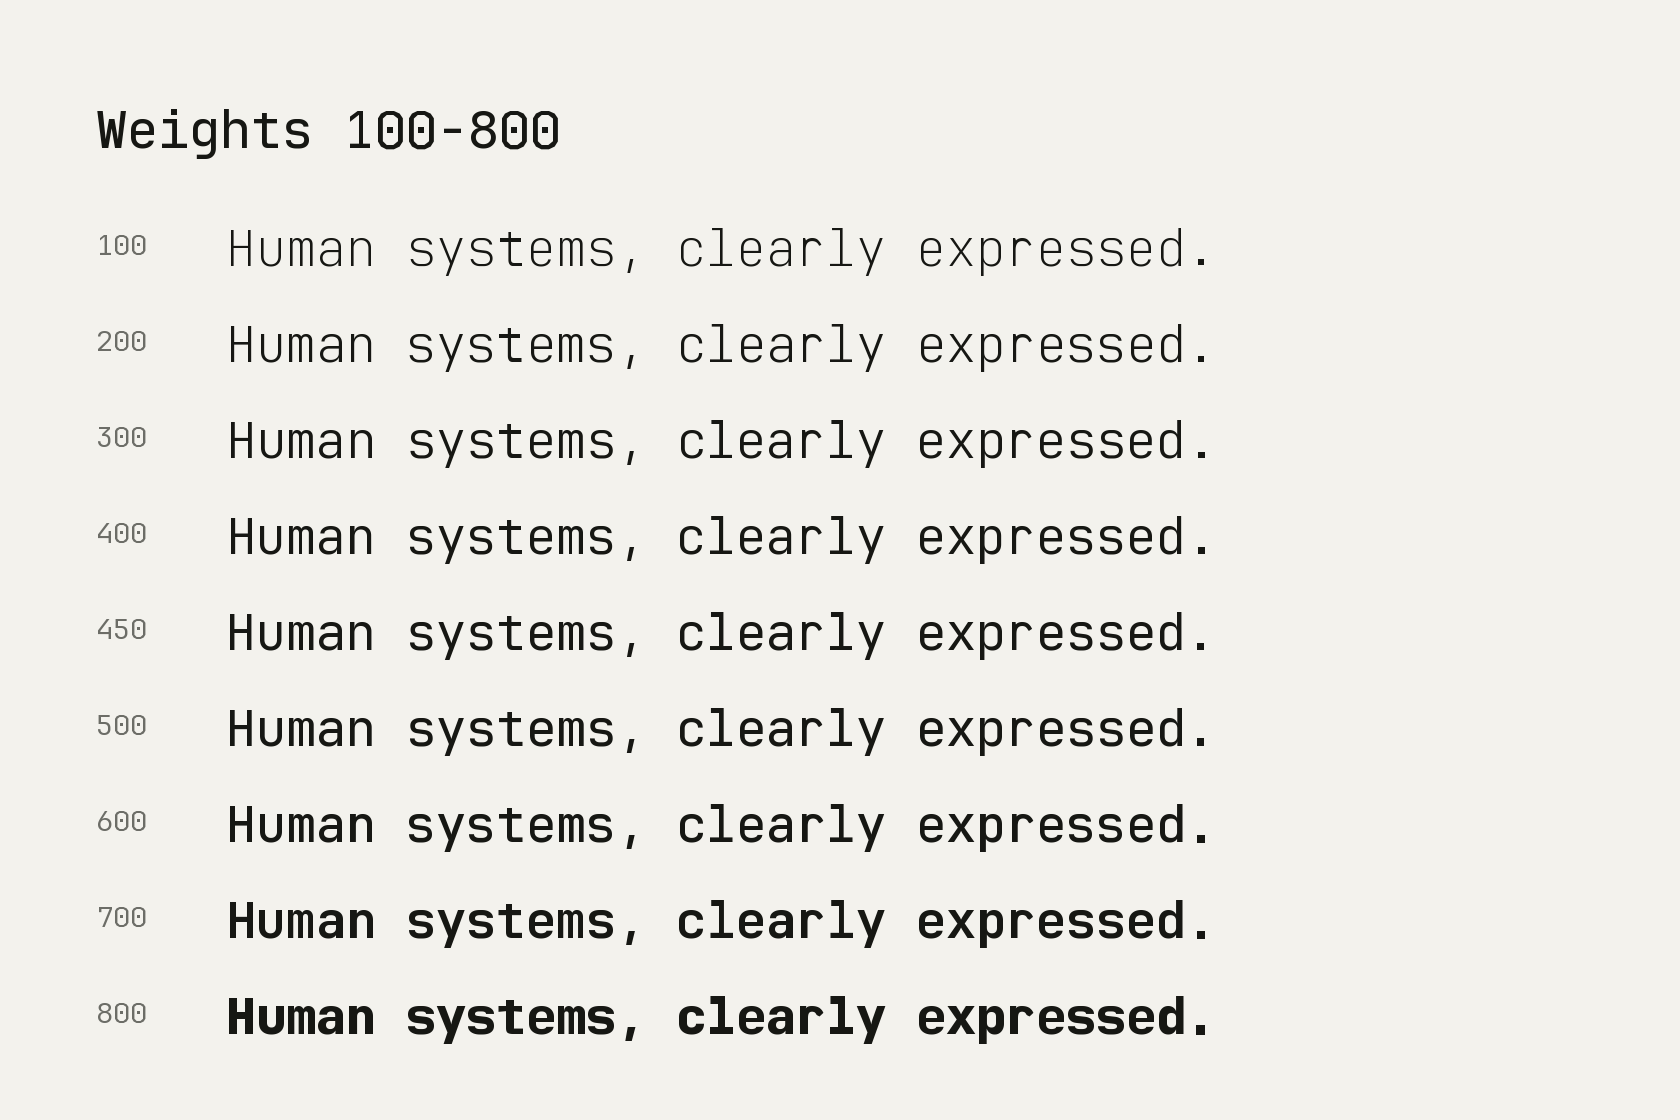 Weights 100-800
100 Human systems, clearly expressed.
200 Human systems, clearly expressed.
300 Human systems, clearly expressed.
400 Human systems, clearly expressed.
450 Human systems, clearly expressed.
500 Human systems, clearly expressed.
600 Human systems, clearly expressed.
700 Human systems, clearly expressed.
800 Human systems, clearly expressed.